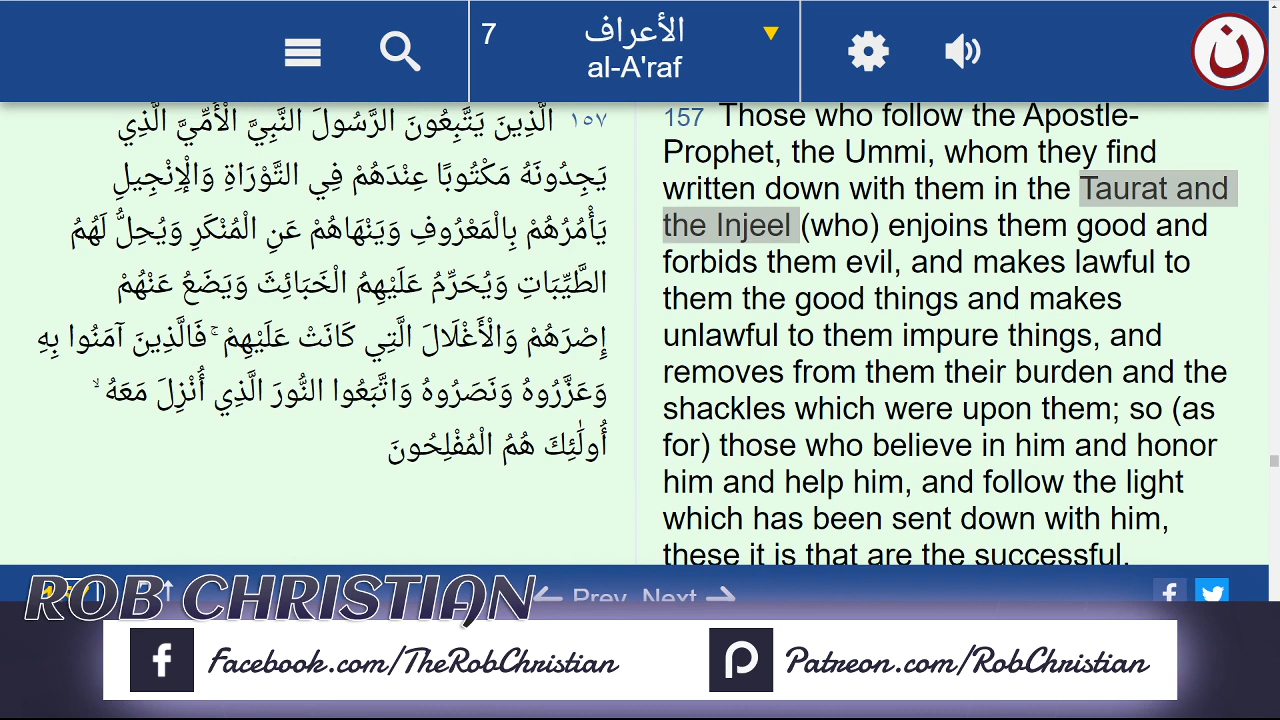 7
الأعراف
al-A'raf
ن
١٥٧ الَّذِينَ يَتَّبِعُونَ الرَّسُولَ النَّبِيَّ الْأُمِّيَّ الَّذِي
يَجِدُونَهُ مَكْتُوبًا عِنْدَهُمْ فِي التَّوْرَاةِ وَالْإِنْجِيلِ
يَأْمُرُهُمْ بِالْمَعْرُوفِ وَيَنْهَاهُمْ عَنِ الْمُنْكَرِ وَيُحِلُّ لَهُمُ
الطَّيِّبَاتِ وَيُحَرِّمُ عَلَيْهِمُ الْخَبَائِثَ وَيَضَعُ عَنْهُمْ
إِصْرَهُمْ وَالْأَغْلَالَ الَّتِي كَانَتْ عَلَيْهِمْ ۚ فَالَّذِينَ آمَنُوا بِهِ
وَعَزَّرُوهُ وَنَصَرُوهُ وَاتَّبَعُوا النُّورَ الَّذِي أُنْزِلَ مَعَهُ ۙ
أُولَٰئِكَ هُمُ الْمُفْلِحُونَ
157 Those who follow the Apostle-
Prophet, the Ummi, whom they find
written down with them in the Taurat and
the Injeel (who) enjoins them good and
forbids them evil, and makes lawful to
them the good things and makes
unlawful to them impure things, and
removes from them their burden and the
shackles which were upon them; so (as
for) those who believe in him and honor
him and help him, and follow the light
which has been sent down with him,
these it is that are the successful.
Prev Next
ROB CHRISTIAN
Facebook.com/TheRobChristian
Patreon.com/RobChristian